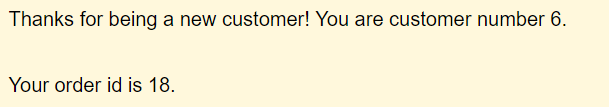 Thanks for being a new customer! You are customer number 6.
Your order id is 18.